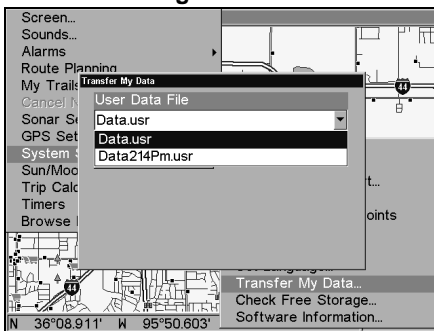 Screen...
Sounds...
Alarms
Route Planning
My Trails
Cancel
Sonar
GPS
System
Sun/Moo
Trip Calc
Timers
Browse
Transfer My Data
User Data File
Data.usr
Data.usr
Data214Pm.usr
44
44
t...
oints
Transfer My Data...
Check Free Storage...
Software Information...
N 36°08.911' W 95°50.603'